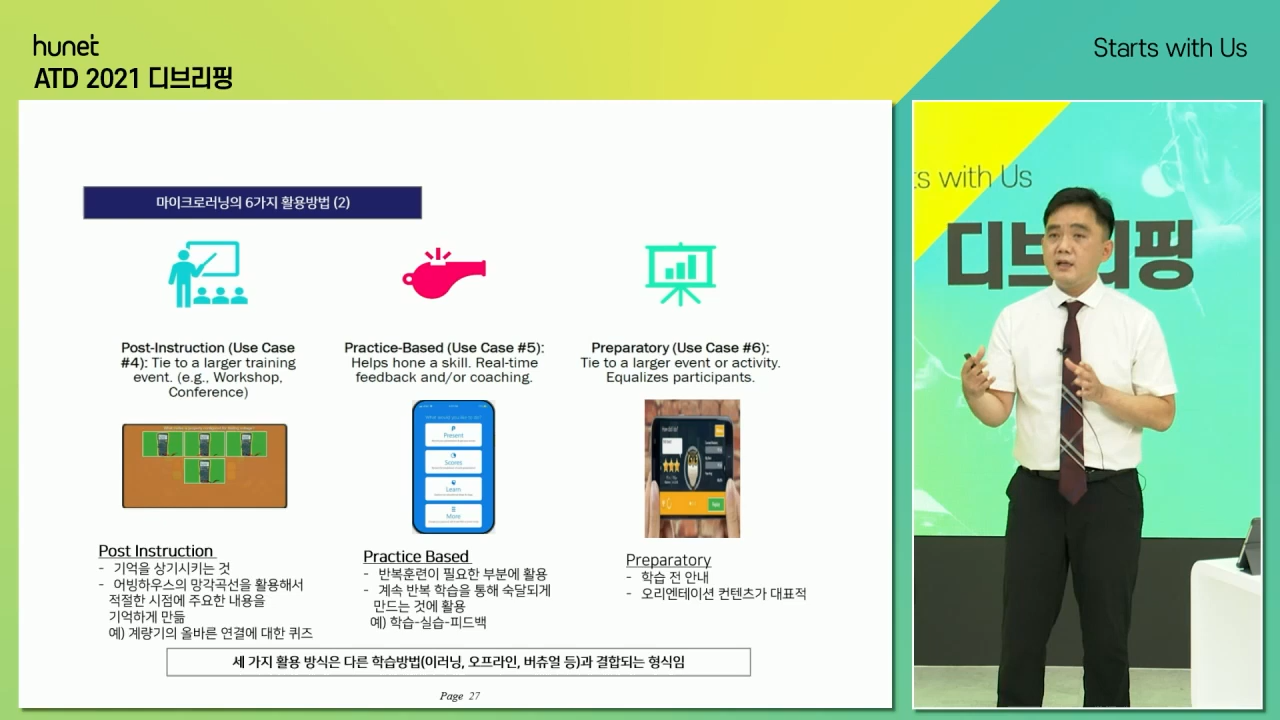 hunet
ATD 2021 디브리핑
Starts with Us
마이크로러닝의 6가지 활용방법 (2)
Post-Instruction (Use Case
#4): Tie to a larger training
event. (e.g., Workshop,
Conference)
Practice-Based (Use Case #5):
Helps hone a skill. Real-time
feedback and/or coaching.
Preparatory (Use Case #6):
Tie to a larger event or activity.
Equalizes participants.
Present
Scores
Learn
More
Post Instruction
- 기억을 상기시키는 것
- 어빙하우스의 망각곡선을 활용해서
적절한 시점에 주요한 내용을
기억하게 만듦
예) 계량기의 올바른 연결에 대한 퀴즈
Practice Based
- 반복훈련이 필요한 부분에 활용
- 계속 반복 학습을 통해 숙달되게
만드는 것에 활용
예) 학습-실습-피드백
Preparatory
- 학습 전 안내
- 오리엔테이션 컨텐츠가 대표적
세 가지 활용 방식은 다른 학습방법(이러닝, 오프라인, 버츄얼 등)과 결합되는 형식임
Page 27
ts with Us
디브리핑